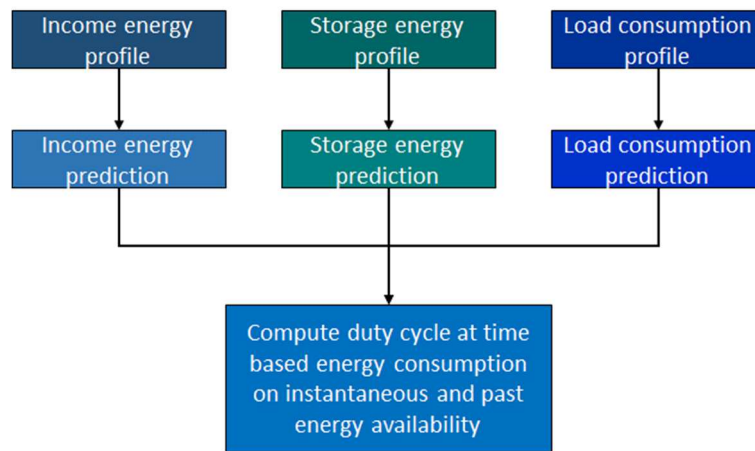 Income energy
profile
Storage energy
profile
Load consumption
profile
Income energy
prediction
Storage energy
prediction
Load consumption
prediction
Compute duty cycle at time
based energy consumption
on instantaneous and past
energy availability